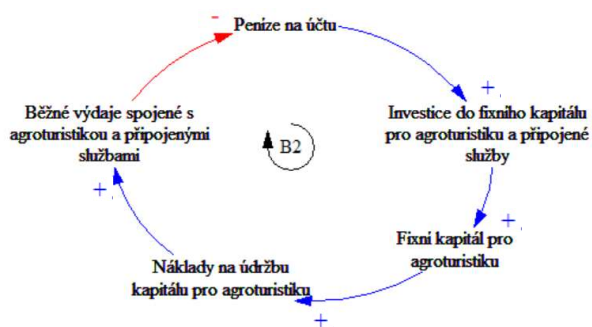 -
Peníze na účtu
+
Běžné výdaje spojené s
agroturistikou a připojenými
službami
B2
Investice do fixního kapitálu
pro agroturistiku a připojené
služby
+
+
Fixní kapitál pro
agroturistiku
Náklady na údržbu
kapitálu pro agroturistiku
+